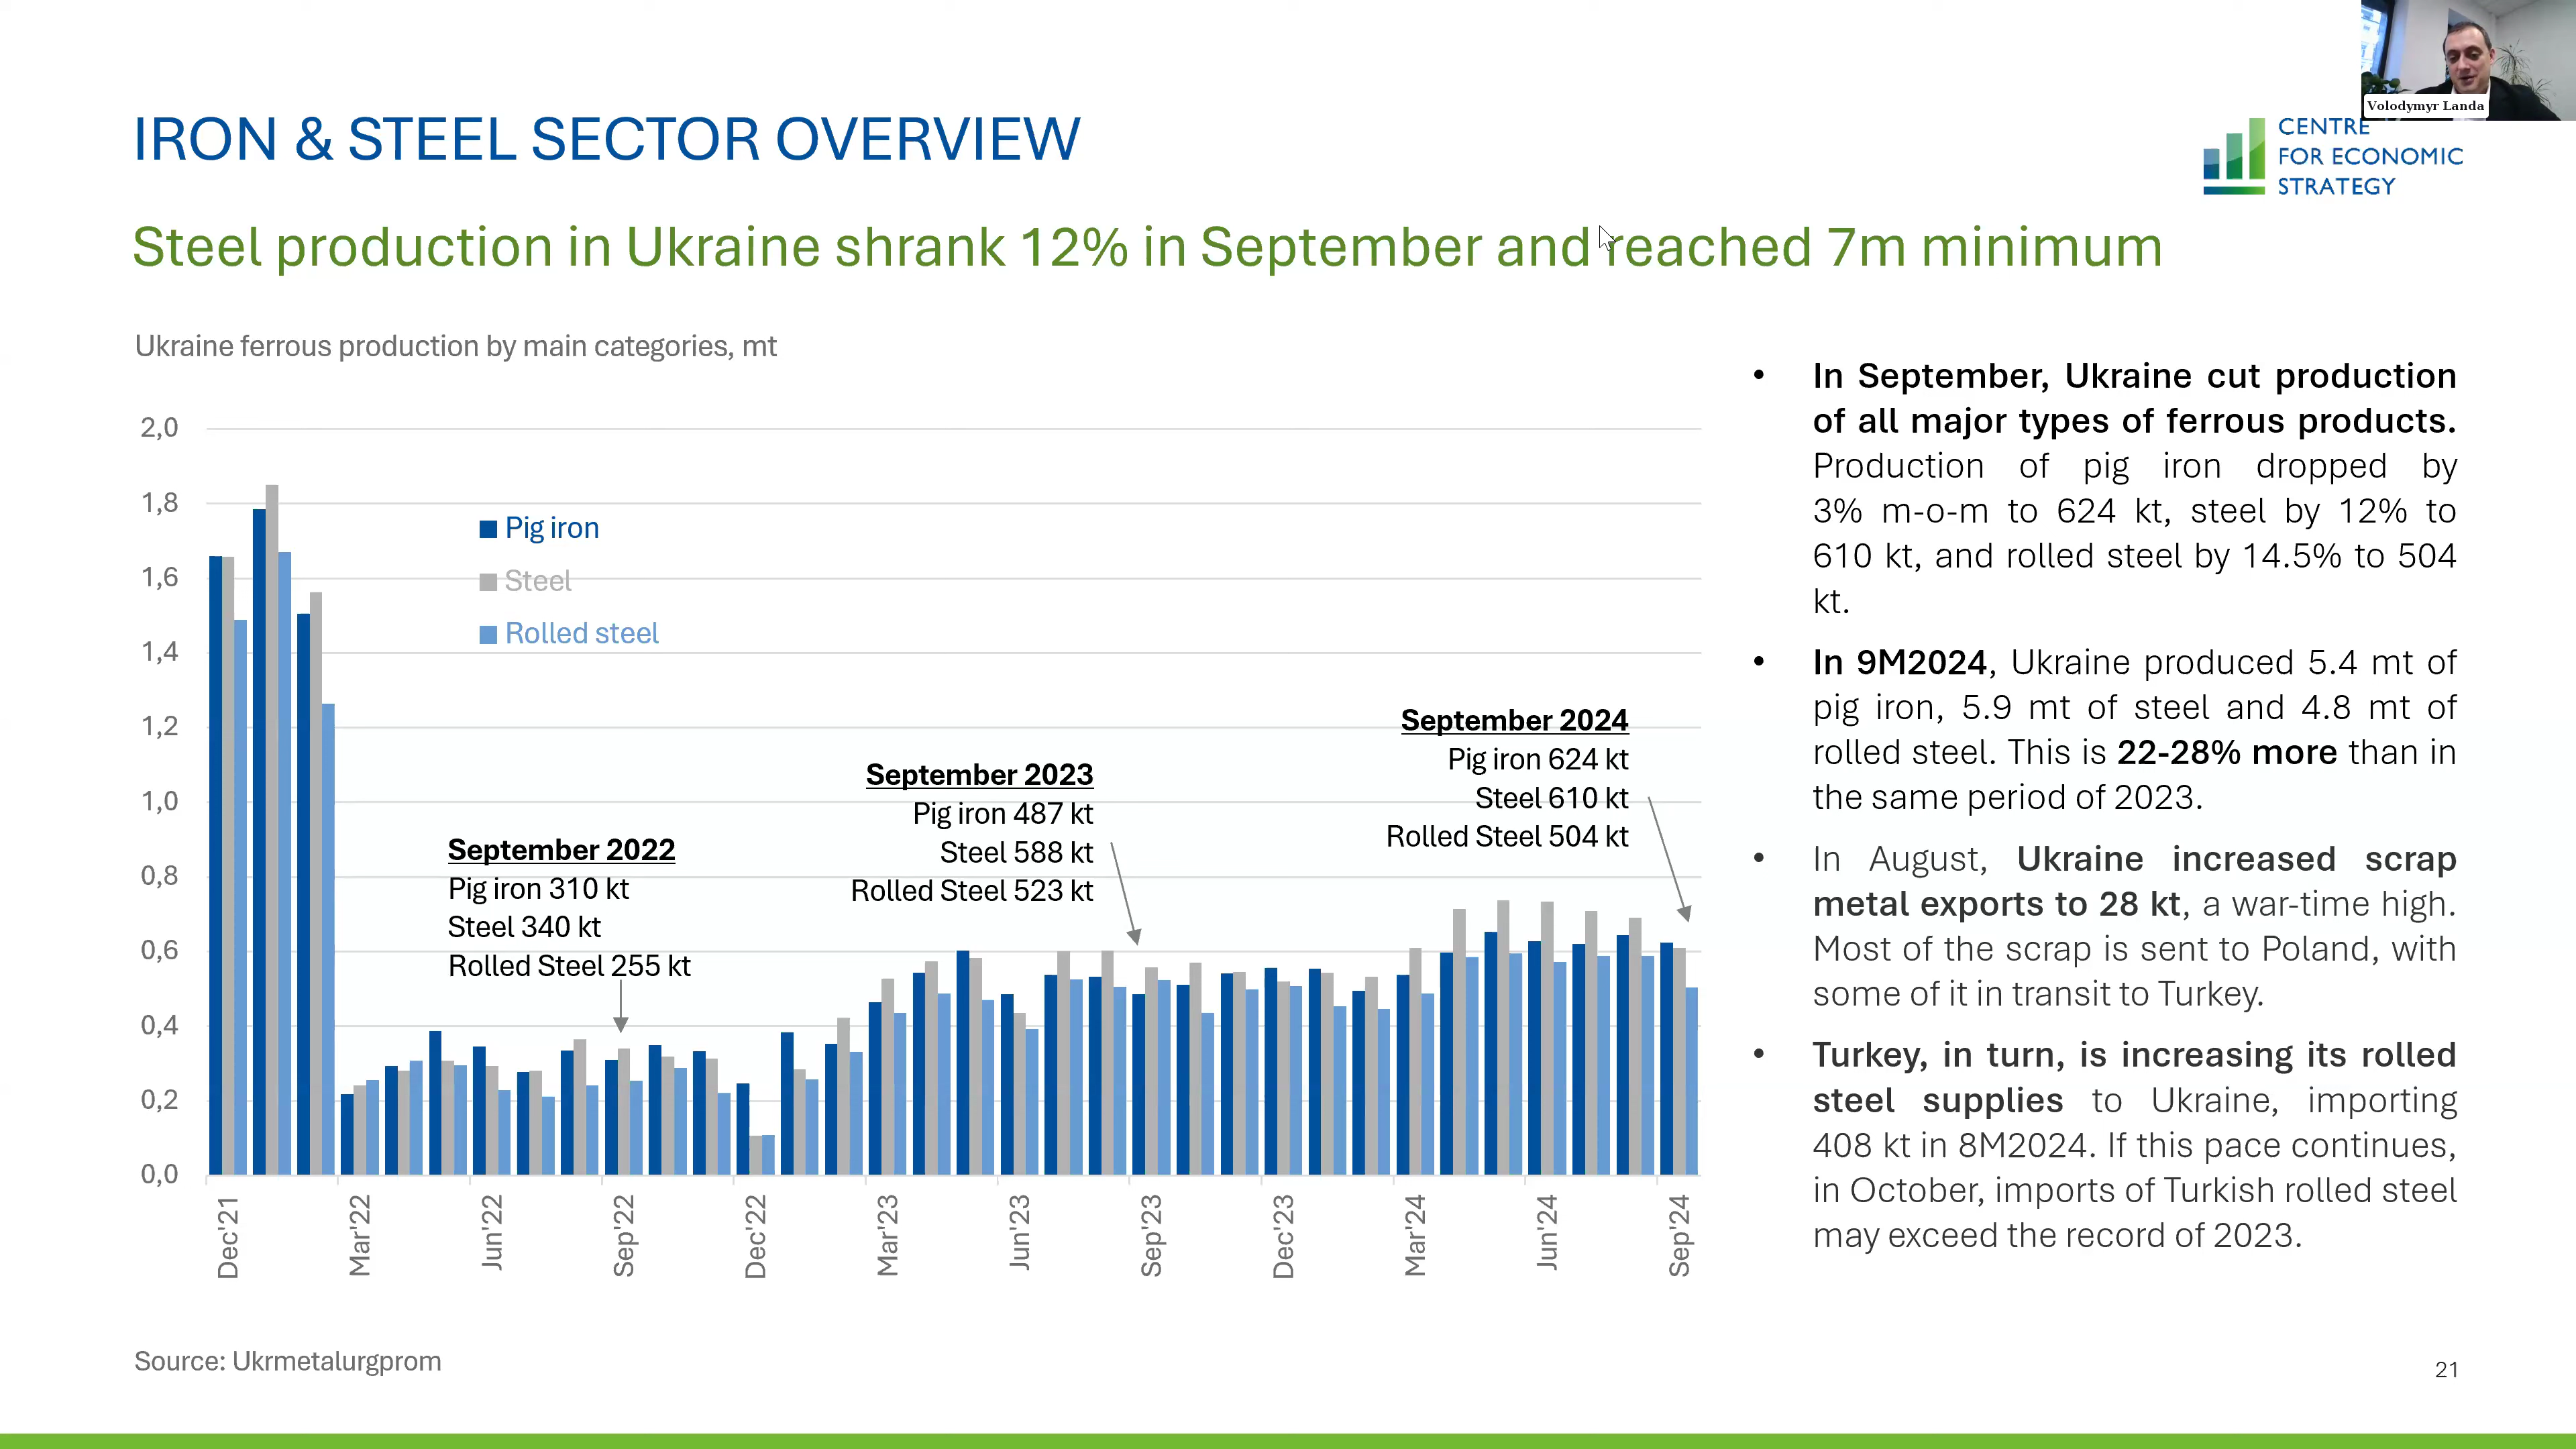 Volodymyr Landa
CENTRE
FOR ECONOMIC
STRATEGY
IRON & STEEL SECTOR OVERVIEW
Steel production in Ukraine shrank 12% in September and reached 7m minimum
Ukraine ferrous production by main categories, mt
2,0
1,8
1,6
1,4
1,2
1,0
0,8
0,6
0,4
0,2
0,0
Pig iron
Steel
Rolled steel
September 2022
Pig iron 310 kt
Steel 340 kt
Rolled Steel 255 kt
September 2023
Pig iron 487 kt
Steel 588 kt
Rolled Steel 523 kt
September 2024
Pig iron 624 kt
Steel 610 kt
Rolled Steel 504 kt
Dec'21
Mar'22
Jun'22
Sep'22
Dec'22
Mar'23
Jun'23
Sep'23
Dec'23
Mar'24
Jun'24
Sep'24
• In September, Ukraine cut production
of all major types of ferrous products.
Production of pig iron dropped by
3% m-o-m to 624 kt, steel by 12% to
610 kt, and rolled steel by 14.5% to 504
kt.
• In 9M2024, Ukraine produced 5.4 mt of
pig iron, 5.9 mt of steel and 4.8 mt of
rolled steel. This is 22-28% more than in
the same period of 2023.
• In August, Ukraine increased scrap
metal exports to 28 kt, a war-time high.
Most of the scrap is sent to Poland, with
some of it in transit to Turkey.
• Turkey, in turn, is increasing its rolled
steel supplies to Ukraine, importing
408 kt in 8M2024. If this pace continues,
in October, imports of Turkish rolled steel
may exceed the record of 2023.
Source: Ukrmetalurgprom
21